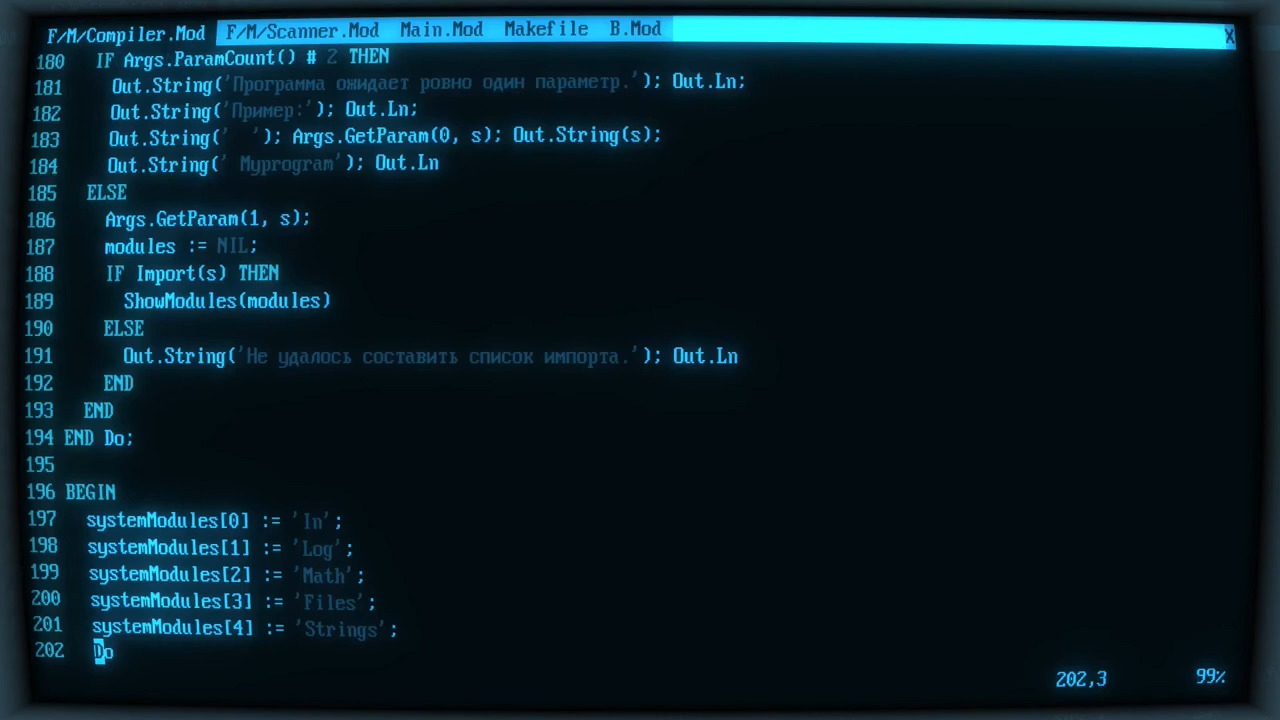 F/M/Compiler.Mod F/M/Scanner.Mod Main.Mod Makefile B.Mod X
180 IF Args.ParamCount() # 2 THEN
181 Out.String('Программа ожидает ровно один параметр.'); Out.Ln;
182 Out.String('Пример:'); Out.Ln;
183 Out.String('  '); Args.GetParam(0, s); Out.String(s);
184 Out.String(' Myprogram'); Out.Ln
185 ELSE
186 Args.GetParam(1, s);
187 modules := NIL;
188 IF Import(s) THEN
189 ShowModules(modules)
190 ELSE
191 Out.String('Не удалось составить список импорта.'); Out.Ln
192 END
193 END
194 END Do;
195
196 BEGIN
197 systemModules[0] := 'In';
198 systemModules[1] := 'Log';
199 systemModules[2] := 'Math';
200 systemModules[3] := 'Files';
201 systemModules[4] := 'Strings';
202 Do
202,3 99%